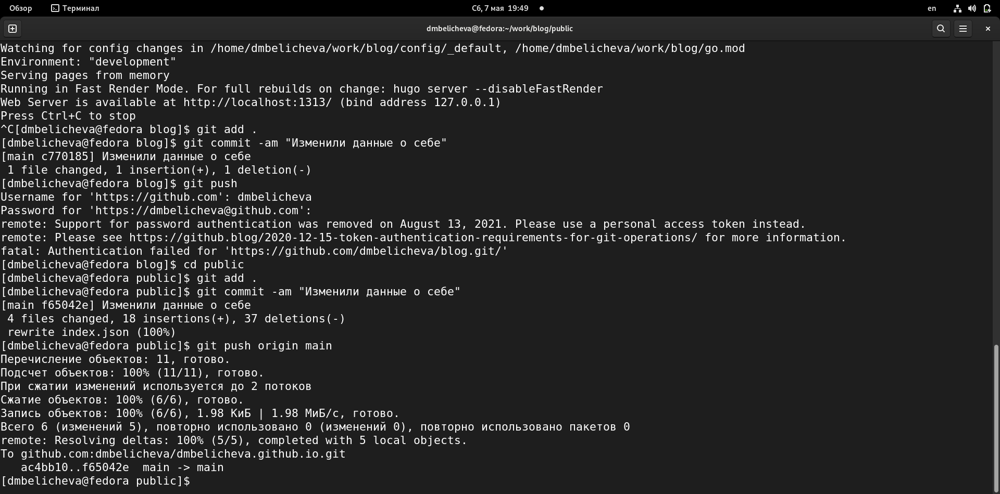 Обзор Терминал Сб, 7 мая 19:49 en
dmbelicheva@fedora:~/work/blog/public
Watching for config changes in /home/dmbelicheva/work/blog/config/_default, /home/dmbelicheva/work/blog/go.mod
Environment: "development"
Serving pages from memory
Running in Fast Render Mode. For full rebuilds on change: hugo server --disableFastRender
Web Server is available at http://localhost:1313/ (bind address 127.0.0.1)
Press Ctrl+C to stop
^C[dmbelicheva@fedora blog]$ git add .
[dmbelicheva@fedora blog]$ git commit -am "Изменили данные о себе"
[main c770185] Изменили данные о себе
 1 file changed, 1 insertion(+), 1 deletion(-)
[dmbelicheva@fedora blog]$ git push
Username for 'https://github.com': dmbelicheva
Password for 'https://dmbelicheva@github.com':
remote: Support for password authentication was removed on August 13, 2021. Please use a personal access token instead.
remote: Please see https://github.blog/2020-12-15-token-authentication-requirements-for-git-operations/ for more information.
fatal: Authentication failed for 'https://github.com/dmbelicheva/blog.git/'
[dmbelicheva@fedora blog]$ cd public
[dmbelicheva@fedora public]$ git add .
[dmbelicheva@fedora public]$ git commit -am "Изменили данные о себе"
[main f65042e] Изменили данные о себе
 4 files changed, 18 insertions(+), 37 deletions(-)
 rewrite index.json (100%)
[dmbelicheva@fedora public]$ git push origin main
Перечисление объектов: 11, готово.
Подсчет объектов: 100% (11/11), готово.
При сжатии изменений используется до 2 потоков
Сжатие объектов: 100% (6/6), готово.
Запись объектов: 100% (6/6), 1.98 КиБ | 1.98 МиБ/с, готово.
Всего 6 (изменений 5), повторно использовано 0 (изменений 0), повторно использовано пакетов 0
remote: Resolving deltas: 100% (5/5), completed with 5 local objects.
To github.com:dmbelicheva/dmbelicheva.github.io.git
   ac4bb10..f65042e  main -> main
[dmbelicheva@fedora public]$